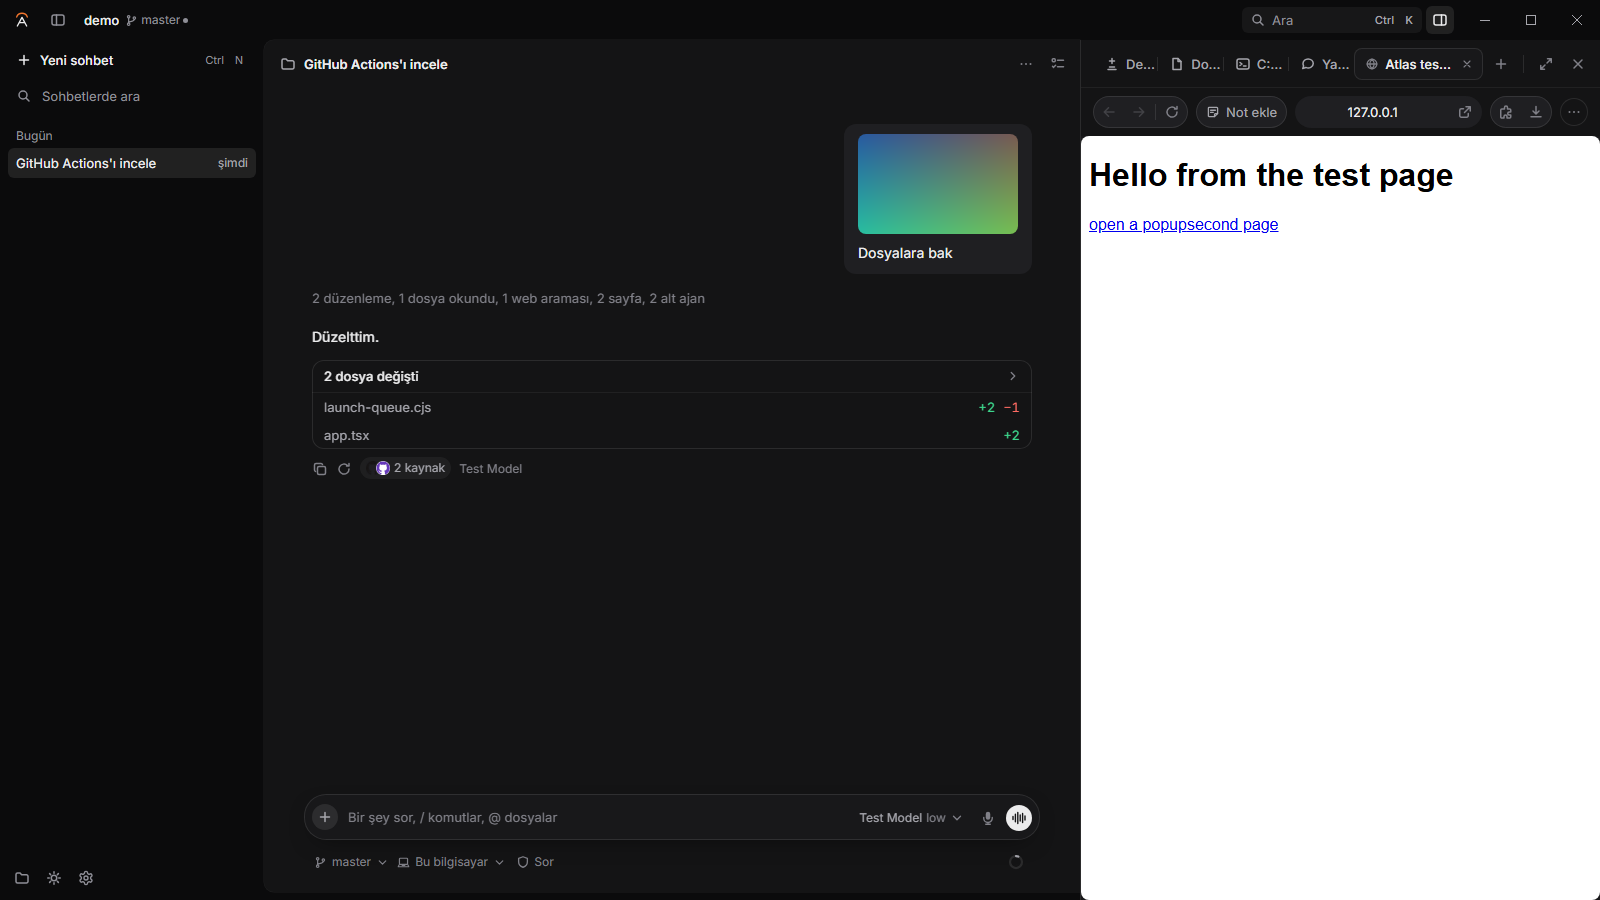 demo master
Ara Ctrl K
Yeni sohbet Ctrl N
Sohbetlerde ara
Bugün
GitHub Actions'ı incele şimdi
GitHub Actions'ı incele
Dosyalara bak
2 düzenleme, 1 dosya okundu, 1 web araması, 2 sayfa, 2 alt ajan
Düzelttim.
2 dosya değişti
launch-queue.cjs +2 −1
app.tsx +2
2 kaynak Test Model
Bir şey sor, / komutlar, @ dosyalar Test Model low
master Bu bilgisayar Sor
De... Do... C:... Ya... Atlas tes...
Not ekle 127.0.0.1
Hello from the test page
open a popupsecond page